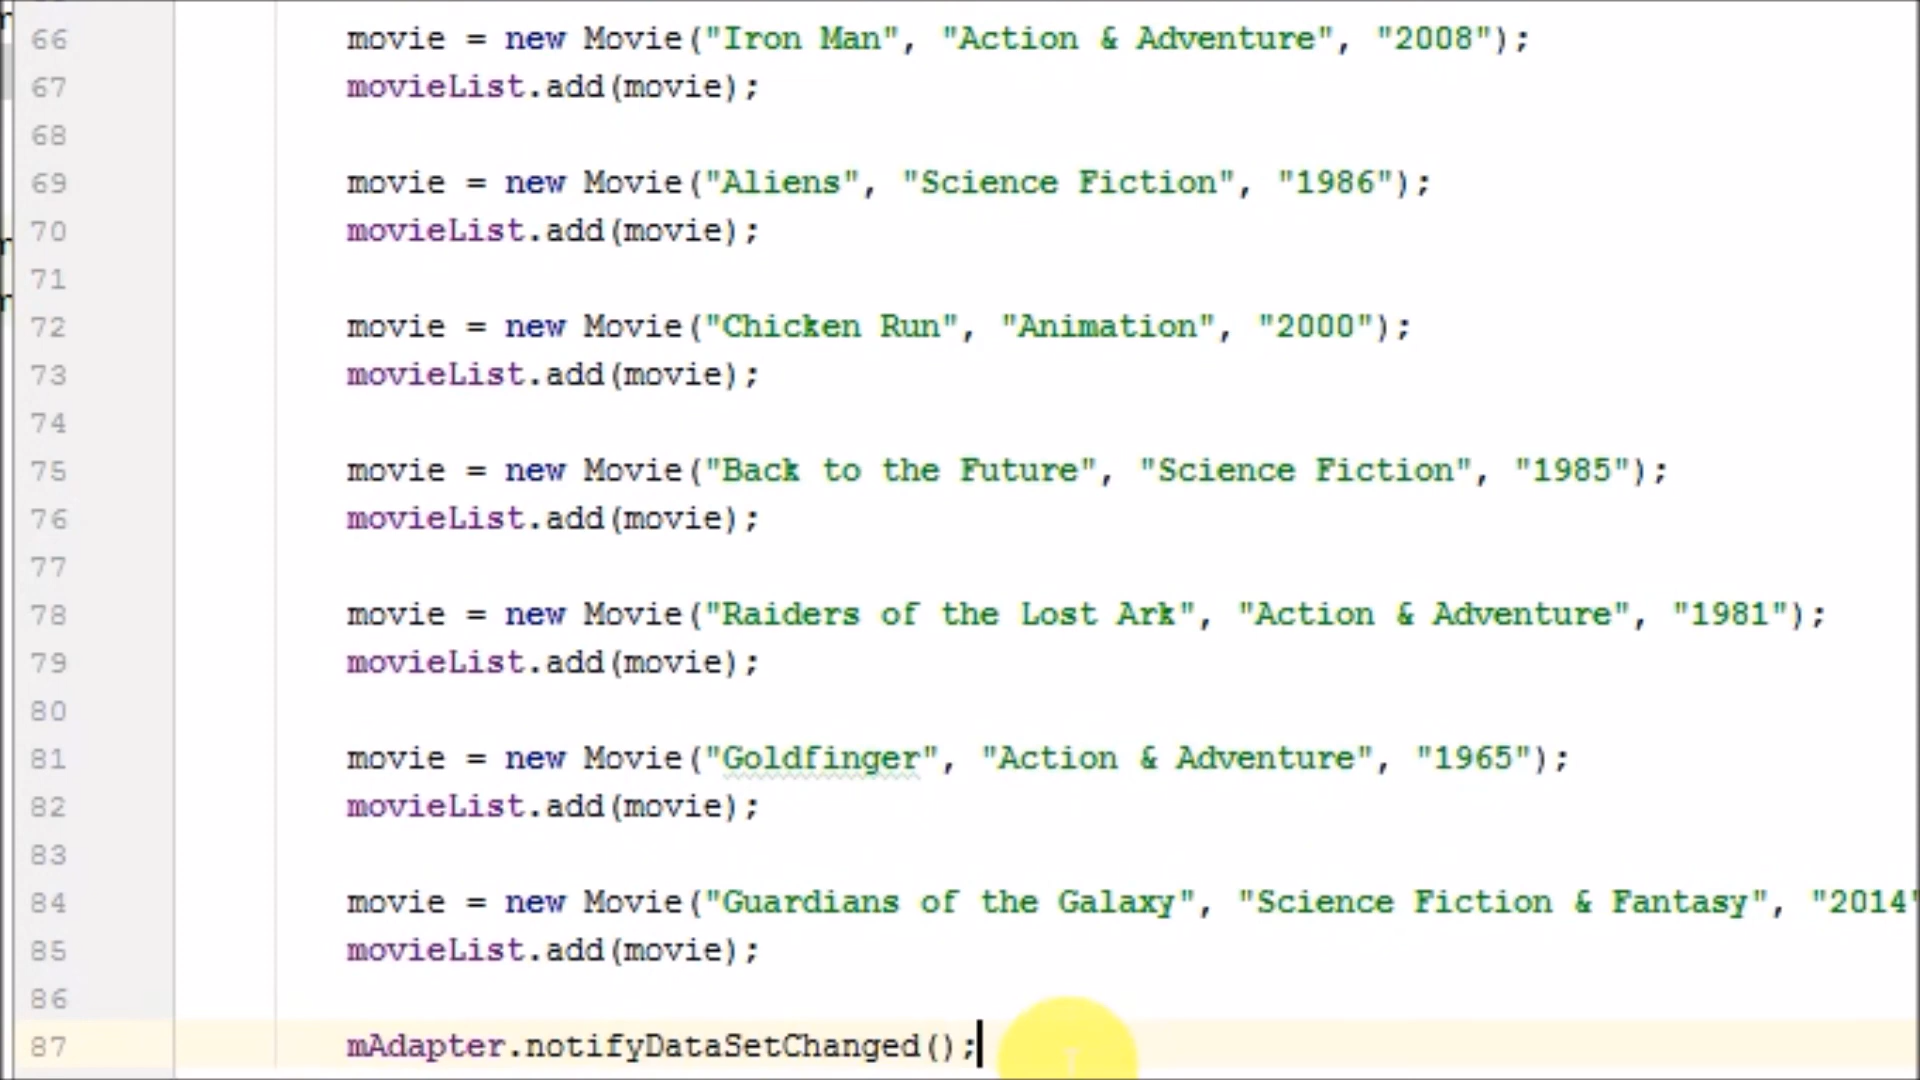 66 movie = new Movie("Iron Man", "Action & Adventure", "2008");
67 movieList.add(movie);
68
69 movie = new Movie("Aliens", "Science Fiction", "1986");
70 movieList.add(movie);
71
72 movie = new Movie("Chicken Run", "Animation", "2000");
73 movieList.add(movie);
74
75 movie = new Movie("Back to the Future", "Science Fiction", "1985");
76 movieList.add(movie);
77
78 movie = new Movie("Raiders of the Lost Ark", "Action & Adventure", "1981");
79 movieList.add(movie);
80
81 movie = new Movie("Goldfinger", "Action & Adventure", "1965");
82 movieList.add(movie);
83
84 movie = new Movie("Guardians of the Galaxy", "Science Fiction & Fantasy", "2014"
85 movieList.add(movie);
86
87 mAdapter.notifyDataSetChanged();